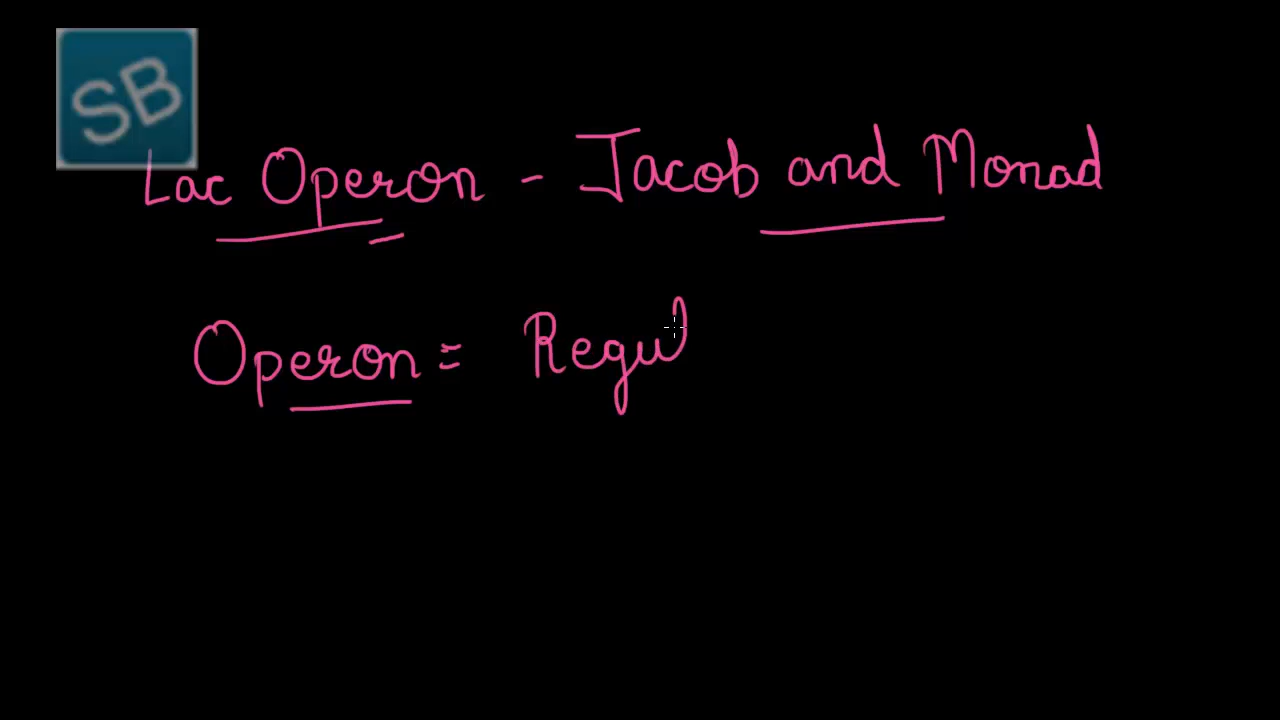 SB
Lac Operon - Jacob and Monad
Operon = Regul